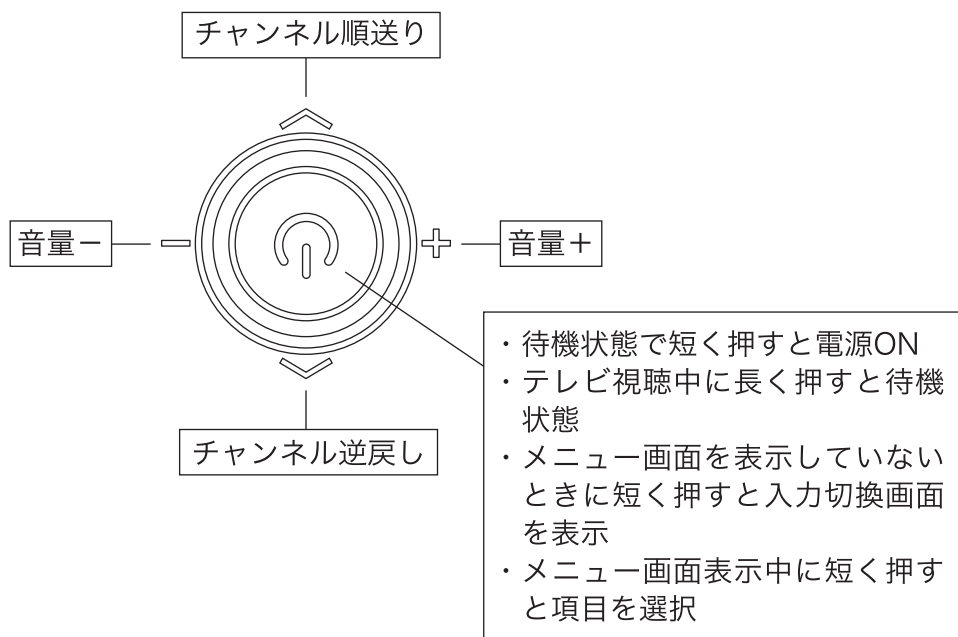 チャンネル順送り
音量−
音量＋
チャンネル逆戻し
・待機状態で短く押すと電源ON
・テレビ視聴中に長く押すと待機
状態
・メニュー画面を表示していない
ときに短く押すと入力切換画面
を表示
・メニュー画面表示中に短く押す
と項目を選択